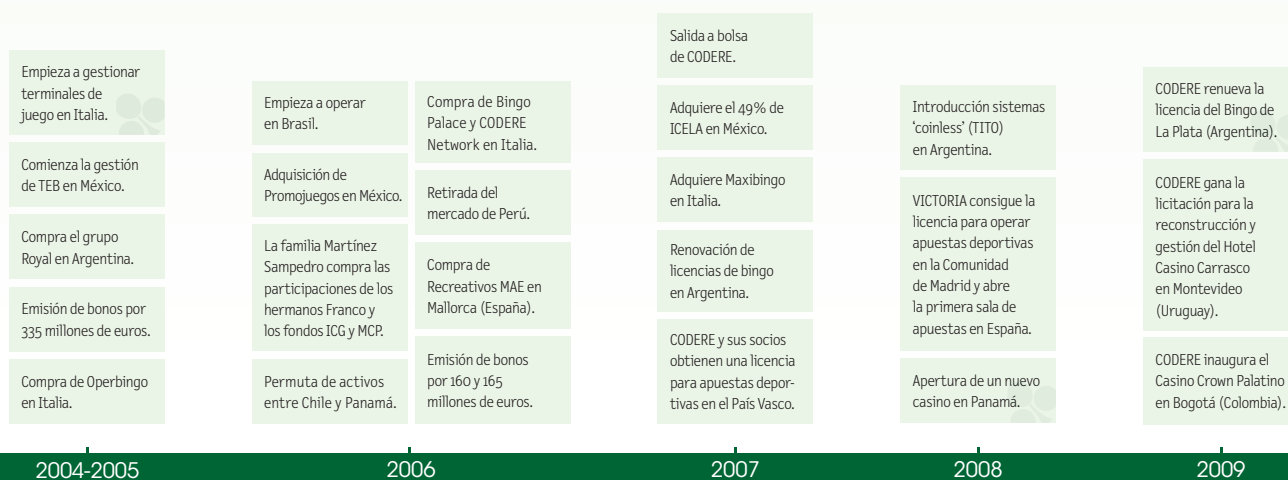 Empieza a gestionar
terminales de
juego en Italia.
Comienza la gestión
de TEB en México.
Compra el grupo
Royal en Argentina.
Emisión de bonos por
335 millones de euros.
Compra de Operbingo
en Italia.
2004-2005
Empieza a operar
en Brasil.
Adquisición de
Promojuegos en México.
La familia Martínez
Sampedro compra las
participaciones de los
hermanos Franco y
los fondos ICG y MCP.
Permuta de activos
entre Chile y Panamá.
Compra de Bingo
Palace y CODERE
Network en Italia.
Retirada del
mercado de Perú.
Compra de
Recreativos MAE en
Mallorca (España).
Emisión de bonos
por 160 y 165
millones de euros.
2006
Salida a bolsa
de CODERE.
Adquiere el 49% de
ICELA en México.
Adquiere Maxibingo
en Italia.
Renovación de
licencias de bingo
en Argentina.
CODERE y sus socios
obtienen una licencia
para apuestas depor-
tivas en el País Vasco.
2007
Introducción sistemas
'coinless' (TITO)
en Argentina.
VICTORIA consigue la
licencia para operar
apuestas deportivas
en la Comunidad
de Madrid y abre
la primera sala de
apuestas en España.
Apertura de un nuevo
casino en Panamá.
2008
CODERE renueva la
licencia del Bingo de
La Plata (Argentina).
CODERE gana la
licitación para la
reconstrucción y
gestión del Hotel
Casino Carrasco
en Montevideo
(Uruguay).
CODERE inaugura el
Casino Crown Palatino
en Bogotá (Colombia).
2009